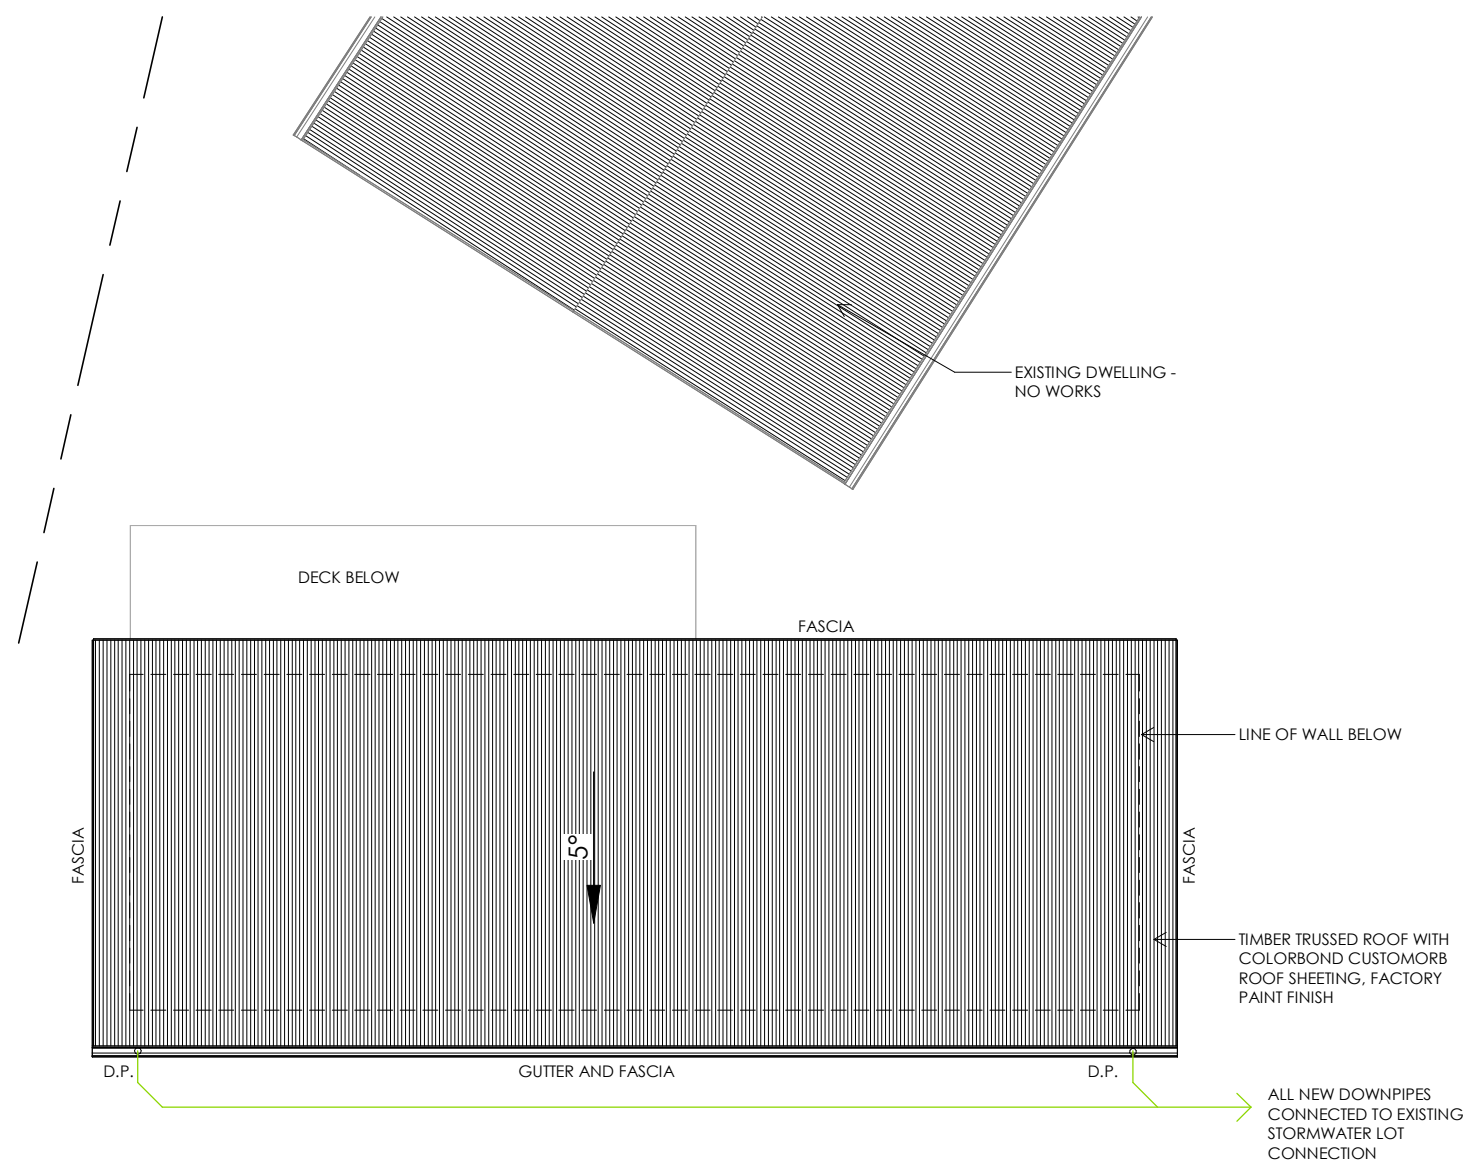 EXISTING DWELLING -
NO WORKS
DECK BELOW
FASCIA
LINE OF WALL BELOW
FASCIA
5°
FASCIA
TIMBER TRUSSED ROOF WITH
COLORBOND CUSTOMORB
ROOF SHEETING, FACTORY
PAINT FINISH
D.P.
GUTTER AND FASCIA
D.P.
ALL NEW DOWNPIPES
CONNECTED TO EXISTING
STORMWATER LOT
CONNECTION